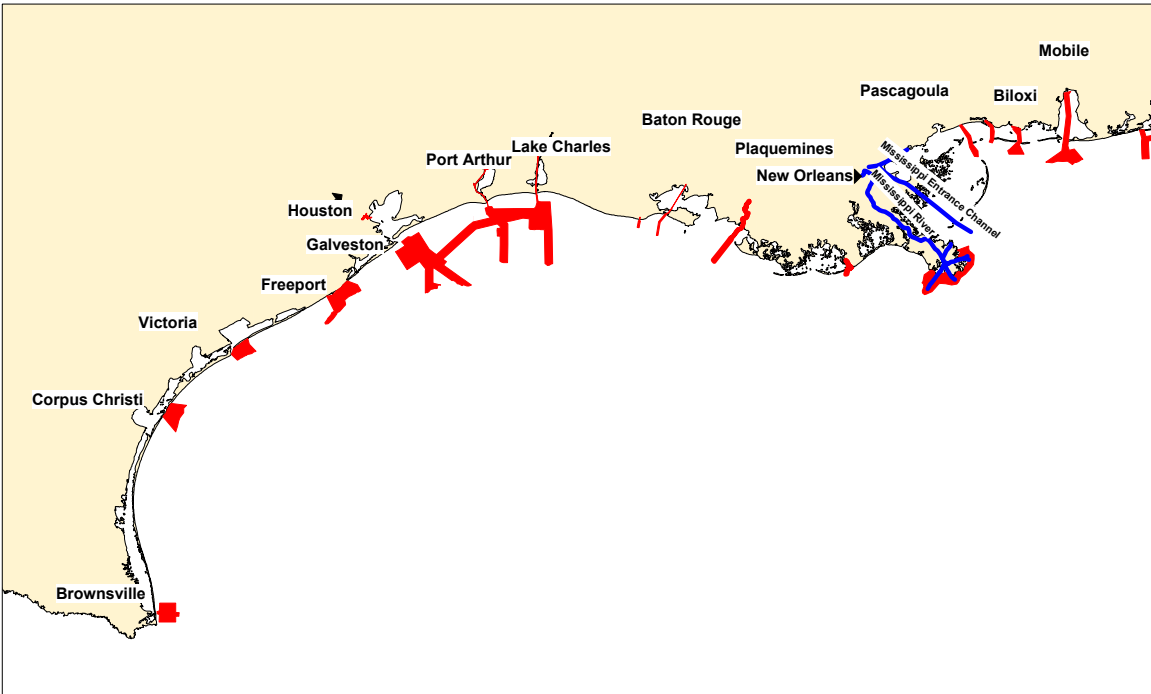 Mobile
Pascagoula
Biloxi
Baton Rouge
Plaquemines
Lake Charles
Port Arthur
New Orleans
Mississippi Entrance Channel
Mississippi River
Houston
Galveston
Freeport
Victoria
Corpus Christi
Brownsville